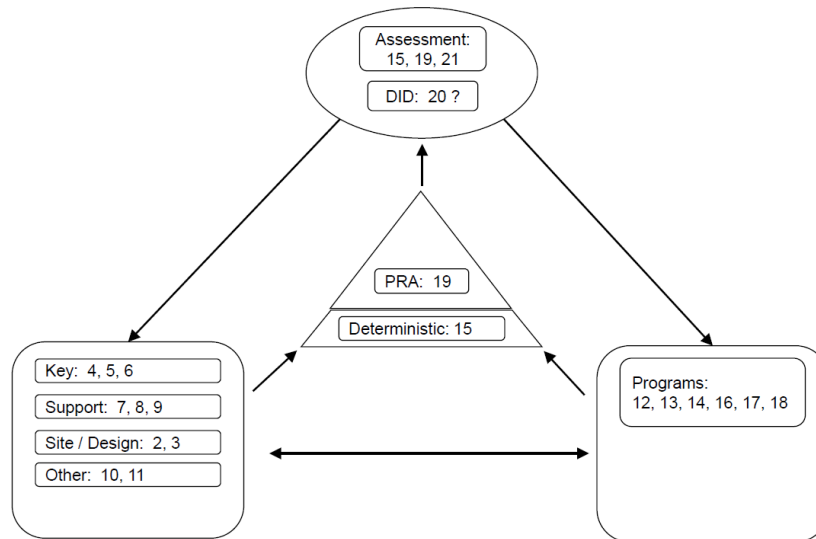 Assessment:
15, 19, 21
DID: 20 ?
PRA: 19
Deterministic: 15
Key: 4, 5, 6
Support: 7, 8, 9
Site / Design: 2, 3
Other: 10, 11
Programs:
12, 13, 14, 16, 17, 18